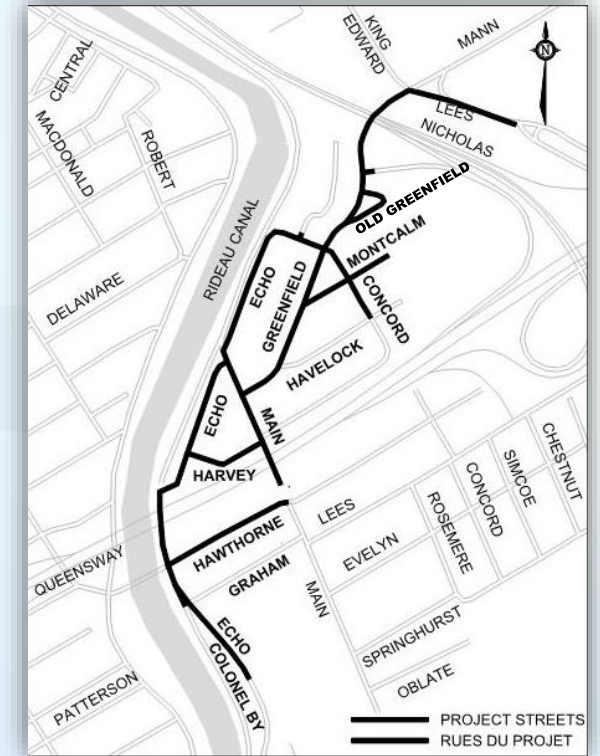 KING
EDWARD
MANN
N
CENTRAL
MACDONALD
ROBERT
LEES
NICHOLAS
OLD GREENFIELD
RIDEAU CANAL
MONTCALM
ECHO
GREENFIELD
CONCORD
DELAWARE
HAVELOCK
ECHO
MAIN
HARVEY
CHESTNUT
SIMCOE
CONCORD
ROSEMERE
LEES
HAWTHORNE
EVELYN
QUEENSWAY
GRAHAM
MAIN
SPRINGHURST
ECHO
COLONEL BY
OBLATE
PATTERSON
PROJECT STREETS
RUES DU PROJET